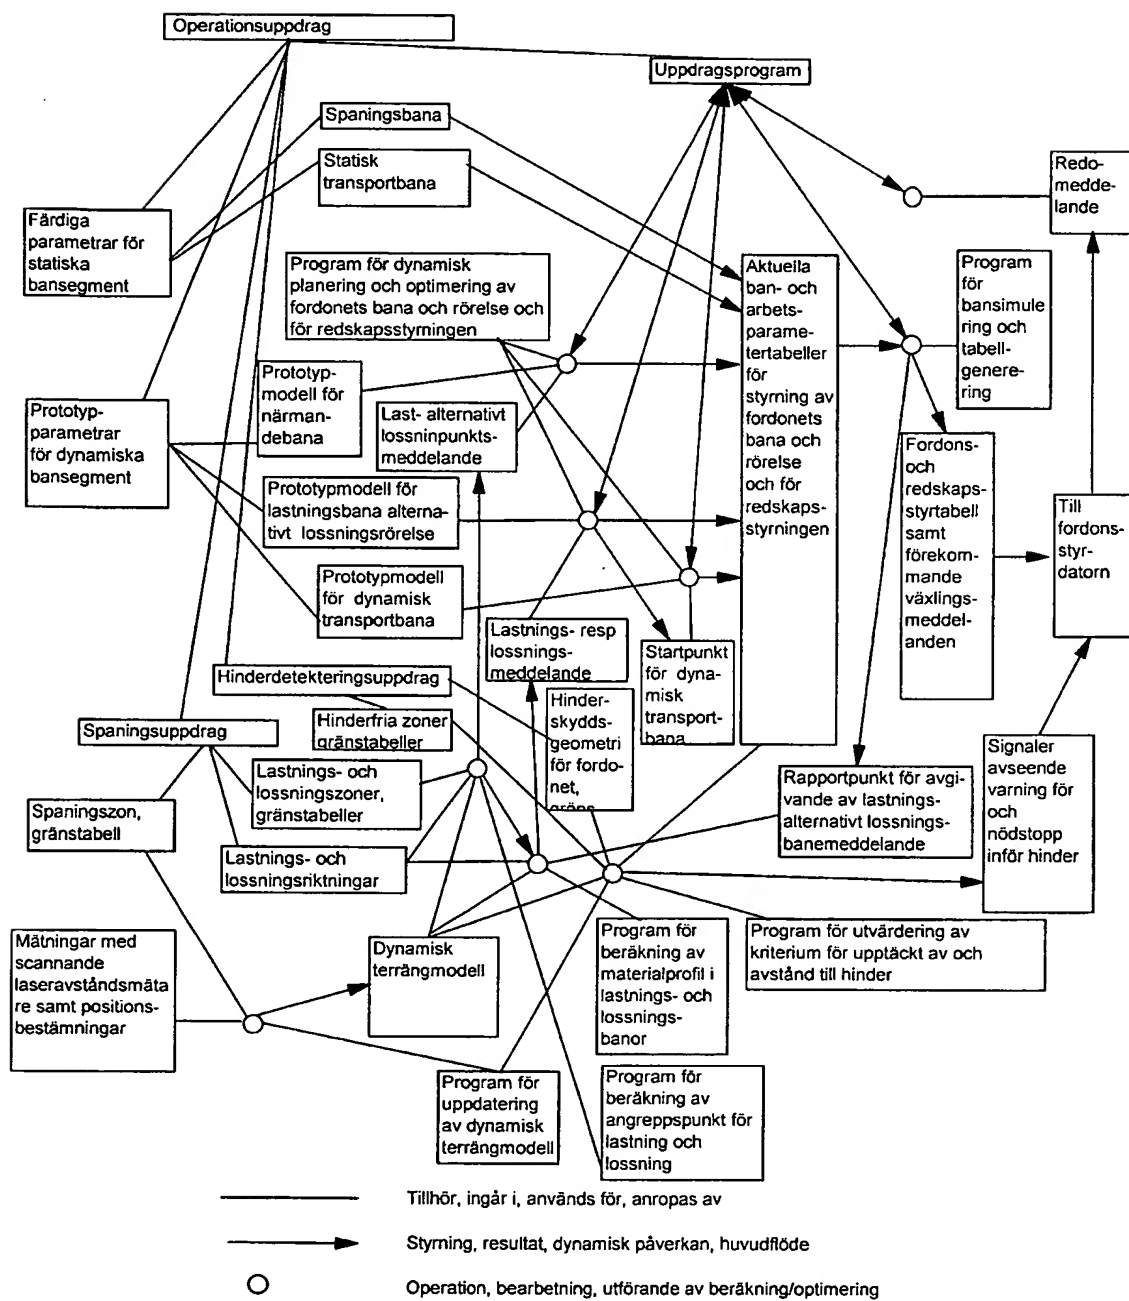 Operationsuppdrag
Uppdragsprogram
Spaningsbana
Statisk
transportbana
Redo-
medde-
lande
Färdiga
parametrar för
statiska
bansegment
Program för dynamisk
planering och optimering av
fordonets bana och rörelse och
för redskapsstyrningen
Aktuella
ban- och
arbets-
parame-
tertabeller
för
styrning av
fordonets
bana och
rörelse
och för
redskaps-
styrningen
Program
för
bansimule
ring och
tabell-
genere-
ring
Prototyp-
modell för
närman-
debana
Prototyp-
parametrar
för dynamiska
bansegment
Last- alternativt
lossninpunkts-
meddelande
Fordons-
och
redskaps-
styrtabell
samt
förekom-
mande
växlings-
meddel-
anden
Prototypmodell för
lastningsbana alterna-
tivt lossningsrörelse
Till
fordons-
styr-
datorn
Prototypmodell
för dynamisk
transportbana
Lastnings- resp
lossnings-
meddelande
Startpunkt
för dyna-
misk
transport-
bana
Hinderdetekteringsuppdrag
Hinder-
skydds-
geometri
för fordo-
net,
gräns
Hinderfria zoner
gränstabeller
Spaningsuppdrag
Signaler
avseende
varning för
och
nödstopp
inför hinder
Lastnings- och
lossningszoner,
gränstabeller
Rapportpunkt för avgi-
vande av lastnings-
alternativt lossnings-
banemeddelande
Spaningszon,
gränstabell
Lastnings- och
lossningsriktningar
Mätningar med
scannande
laseravståndsmäta
re samt positions-
bestämningar
Dynamisk
terrängmodell
Program för
beräkning av
materialprofil i
lastnings- och
lossnings-
banor
Program för utvärdering av
kriterium för upptäckt av och
avstånd till hinder
Program för
uppdatering
av dynamisk
terrängmodell
Program för
beräkning av
angreppspunkt för
lastning och
lossning
Tillhör, ingår i, används för, anropas av
Styrning, resultat, dynamisk påverkan, huvudflöde
Operation, bearbetning, utförande av beräkning/optimering